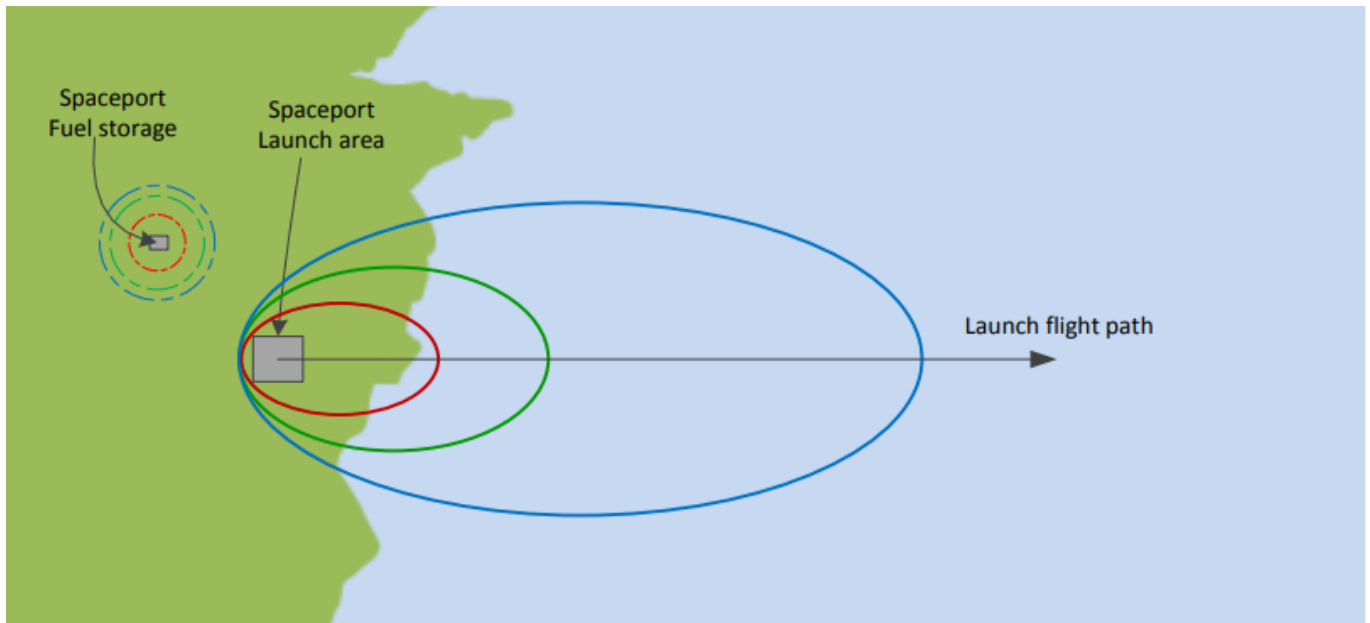 Spaceport
Fuel storage
Spaceport
Launch area
Launch flight path